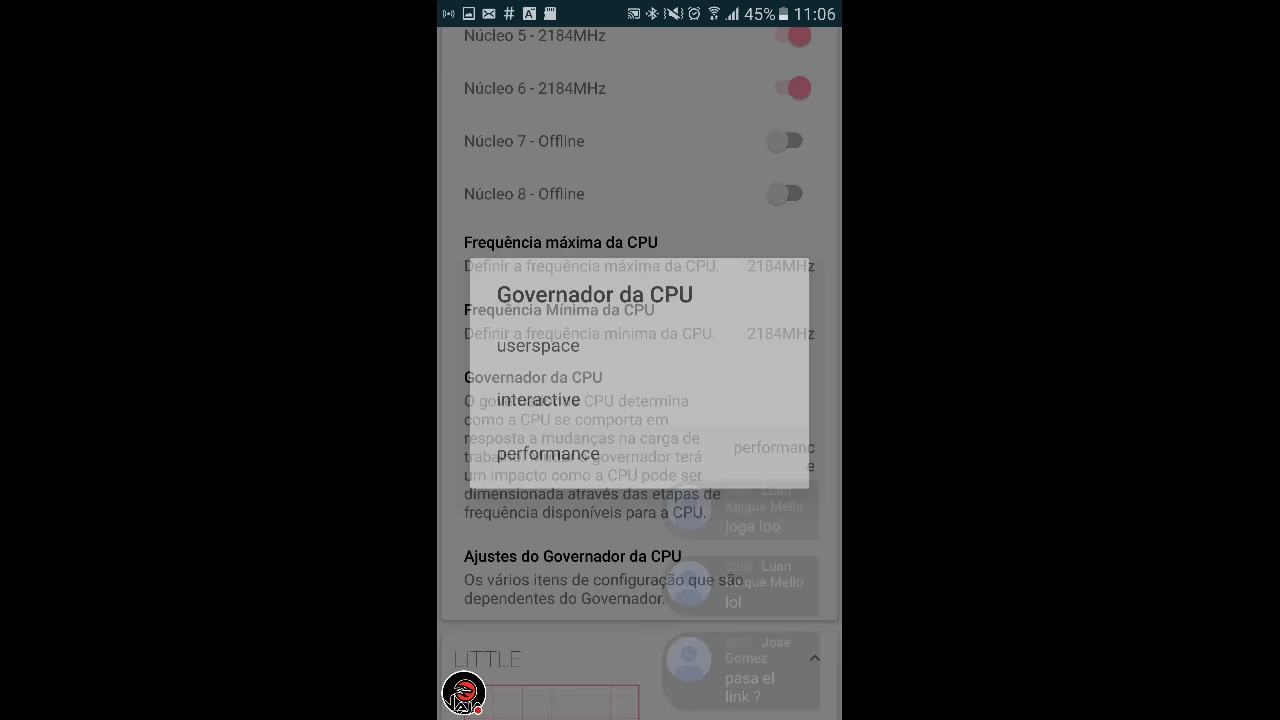 45% 11:06
Núcleo 5 - 2184MHz
Núcleo 6 - 2184MHz
Núcleo 7 - Offline
Núcleo 8 - Offline
Frequência máxima da CPU
Definir a frequência máxima da CPU. 2184MHz
Governador da CPU
Frequência Mínima da CPU
Definir a frequência mínima da CPU. 2184MHz
userspace
Governador da CPU
interactive
O governador da CPU determina
como a CPU se comporta em
resposta a mudanças na carga de
performance
governador terá
um impacto como a CPU pode ser
dimensionada através das etapas de
frequência disponíveis para a CPU.
performanc
e
Luan
Kaique Mello
joga loo
Ajustes do Governador da CPU
Os vários itens de configuração que são
dependentes do Governador.
Luan
Kaique Mello
lol
LITTLE
Jose
Gomez
pasa el
link ?